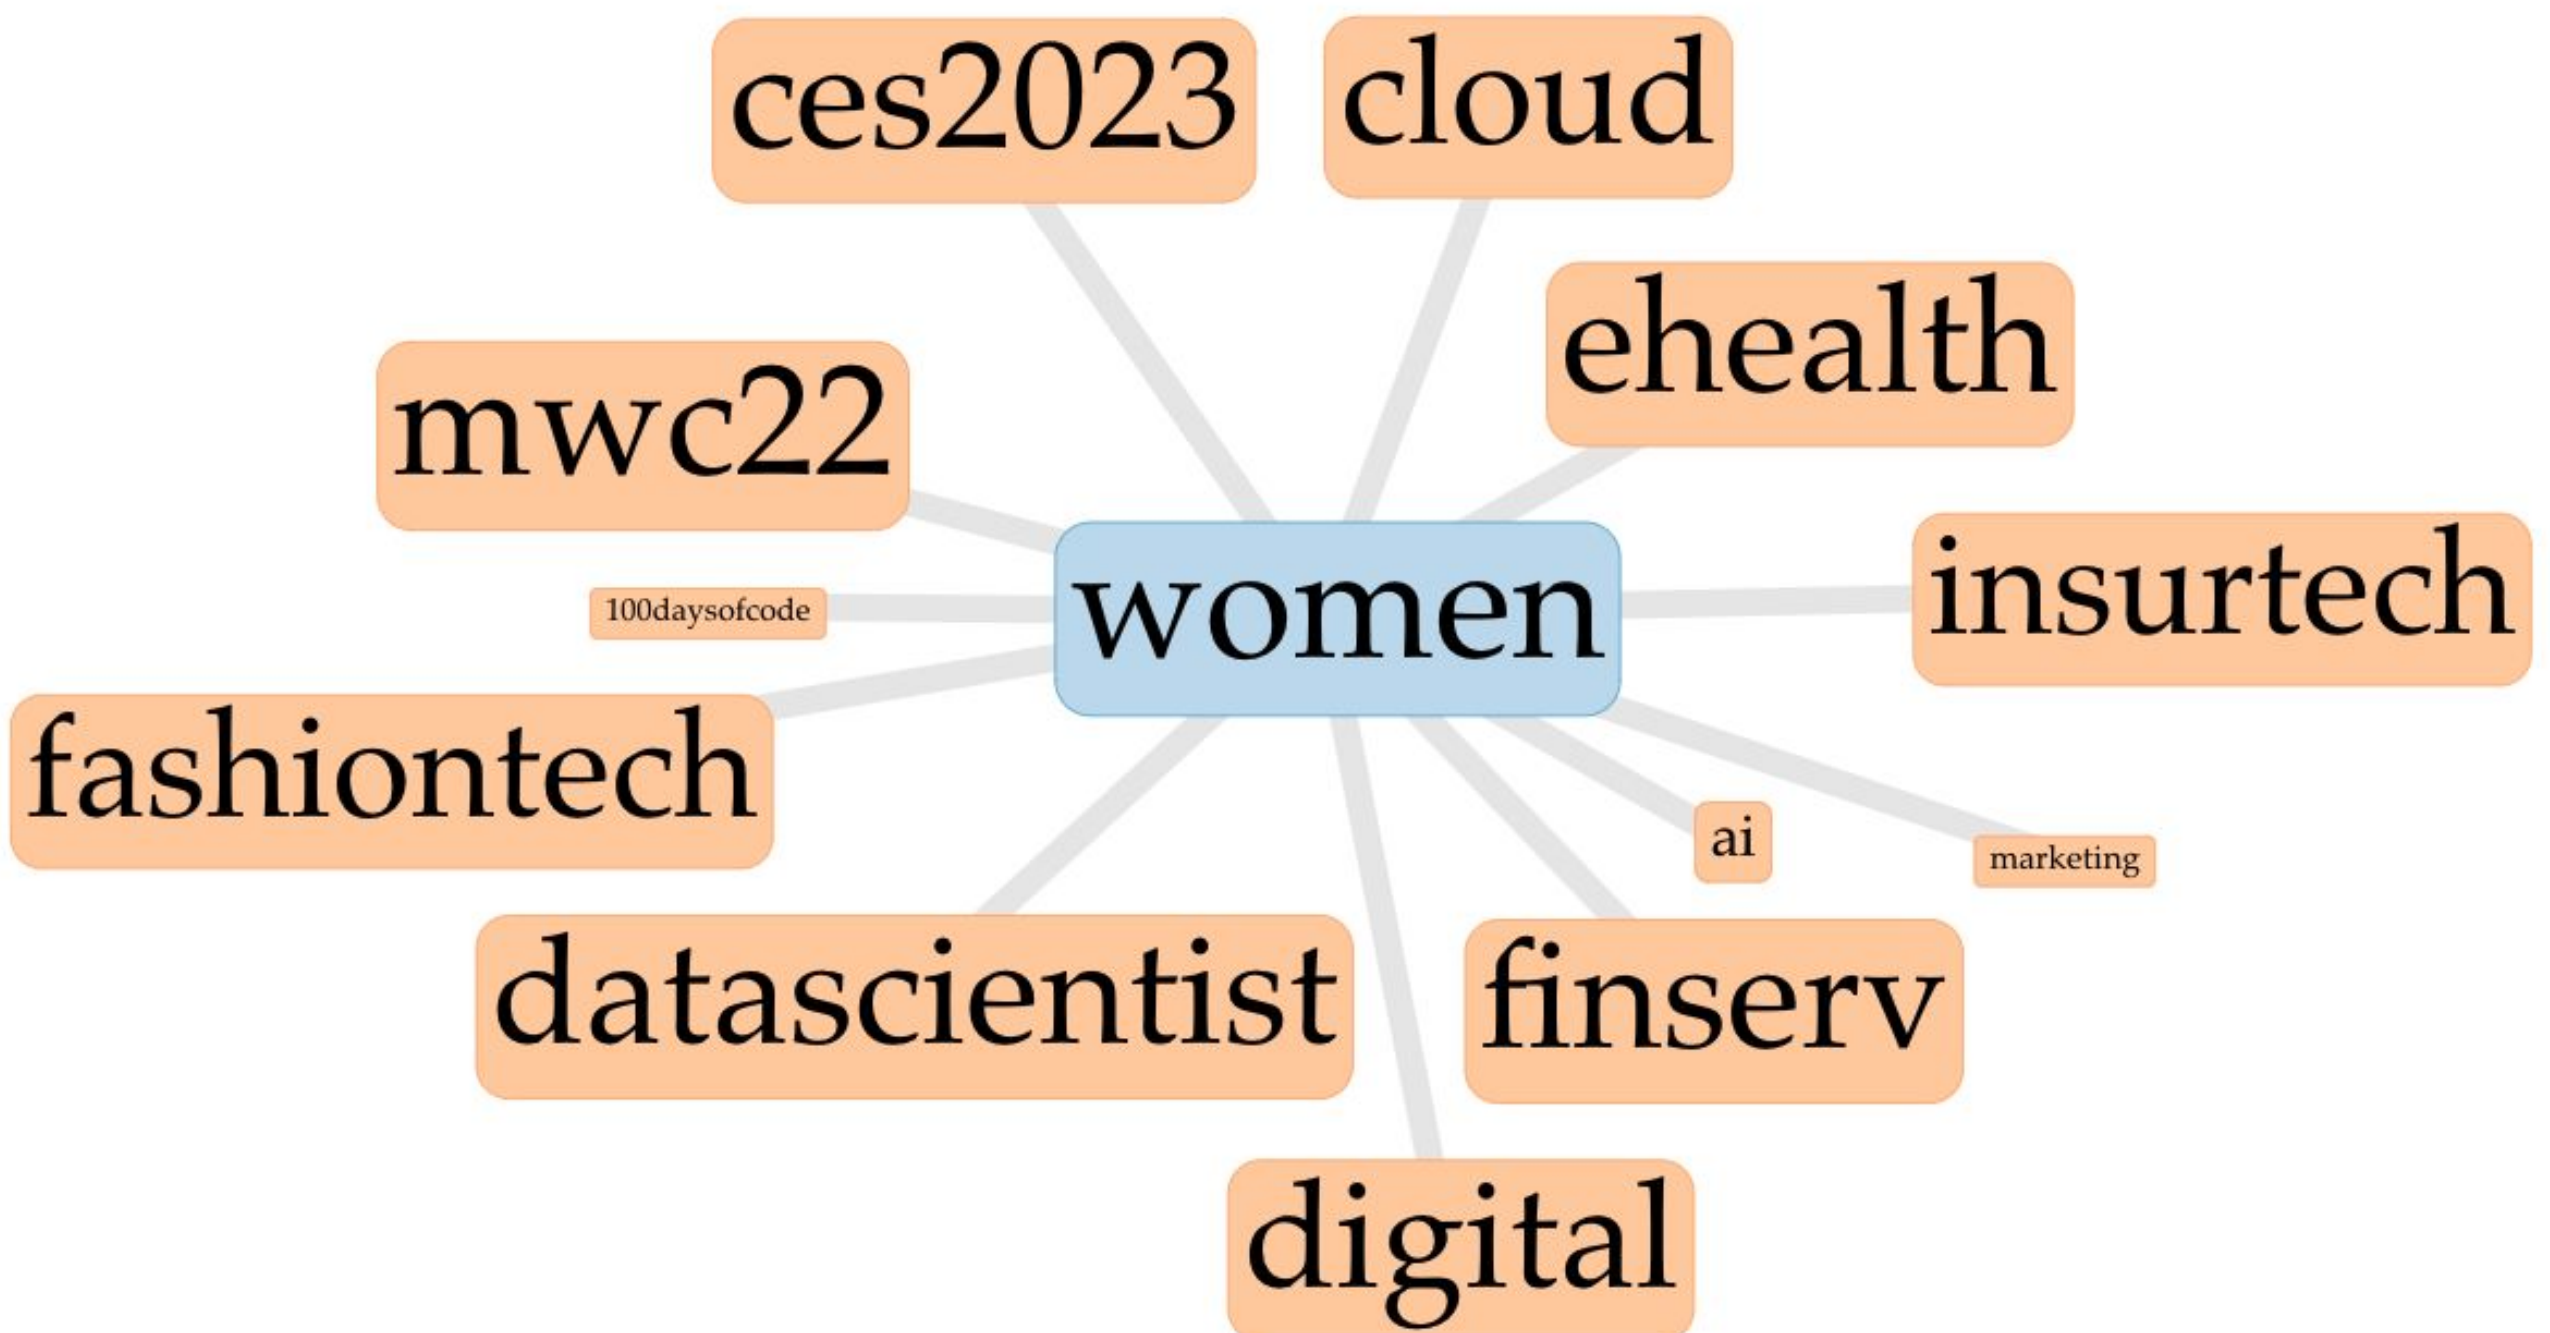 ces2023
cloud
ehealth
mwc22
insurtech
women
100daysofcode
fashiontech
ai
marketing
datascientist
finserv
digital